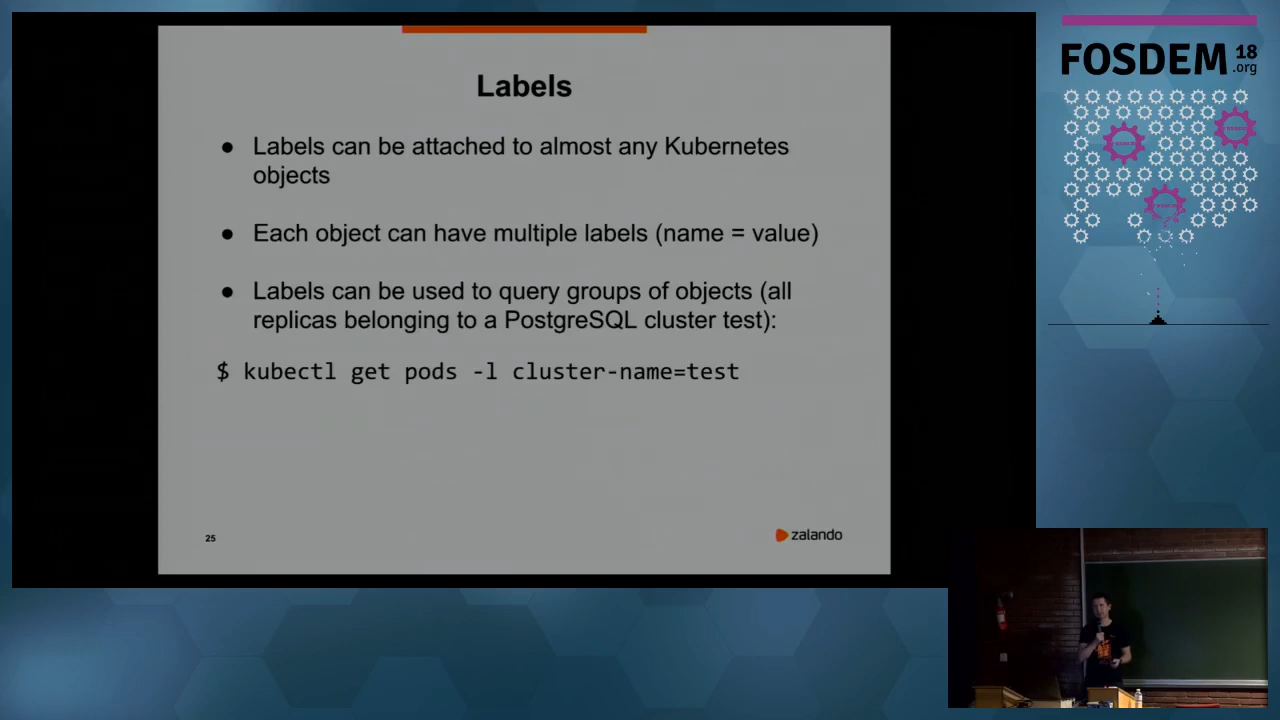 Labels
● Labels can be attached to almost any Kubernetes
objects
● Each object can have multiple labels (name = value)
● Labels can be used to query groups of objects (all
replicas belonging to a PostgreSQL cluster test):
$ kubectl get pods -l cluster-name=test
25
zalando
FOSDEM 18
.org